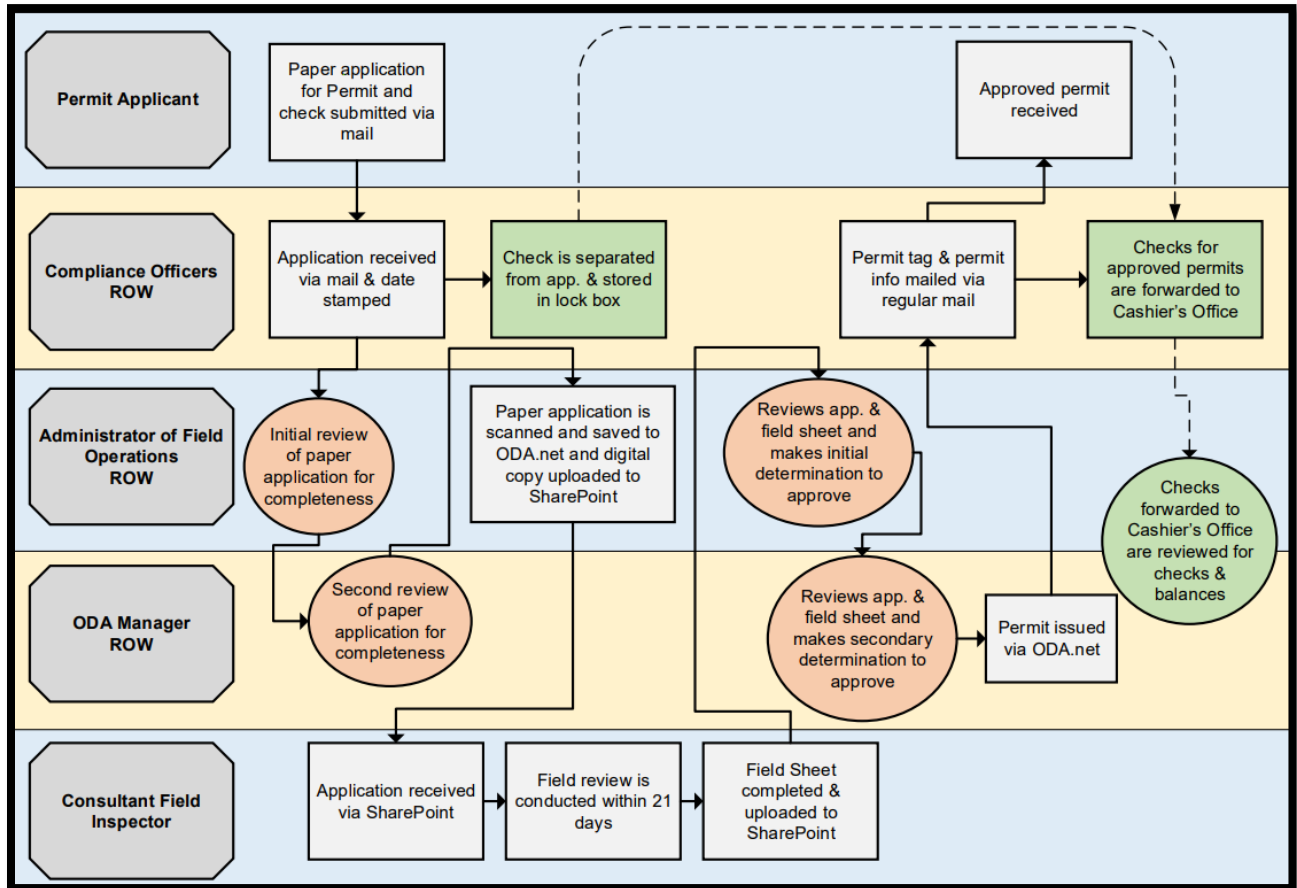 Permit Applicant
Paper application
for Permit and
check submitted via
mail
Approved permit
received
Compliance Officers
ROW
Application received
via mail & date
stamped
Check is separated
from app. & stored
in lock box
Permit tag & permit
info mailed via
regular mail
Checks for
approved permits
are forwarded to
Cashier's Office
Administrator of Field
Operations
ROW
Initial review
of paper
application for
completeness
Paper application is
scanned and saved to
ODA.net and digital
copy uploaded to
SharePoint
Reviews app. &
field sheet and
makes initial
determination to
approve
Checks
forwarded to
Cashier's Office
are reviewed for
checks &
balances
ODA Manager
ROW
Second review
of paper
application for
completeness
Reviews app. &
field sheet and
makes secondary
determination to
approve
Permit issued
via ODA.net
Consultant Field
Inspector
Application received
via SharePoint
Field review is
conducted within 21
days
Field Sheet
completed &
uploaded to
SharePoint